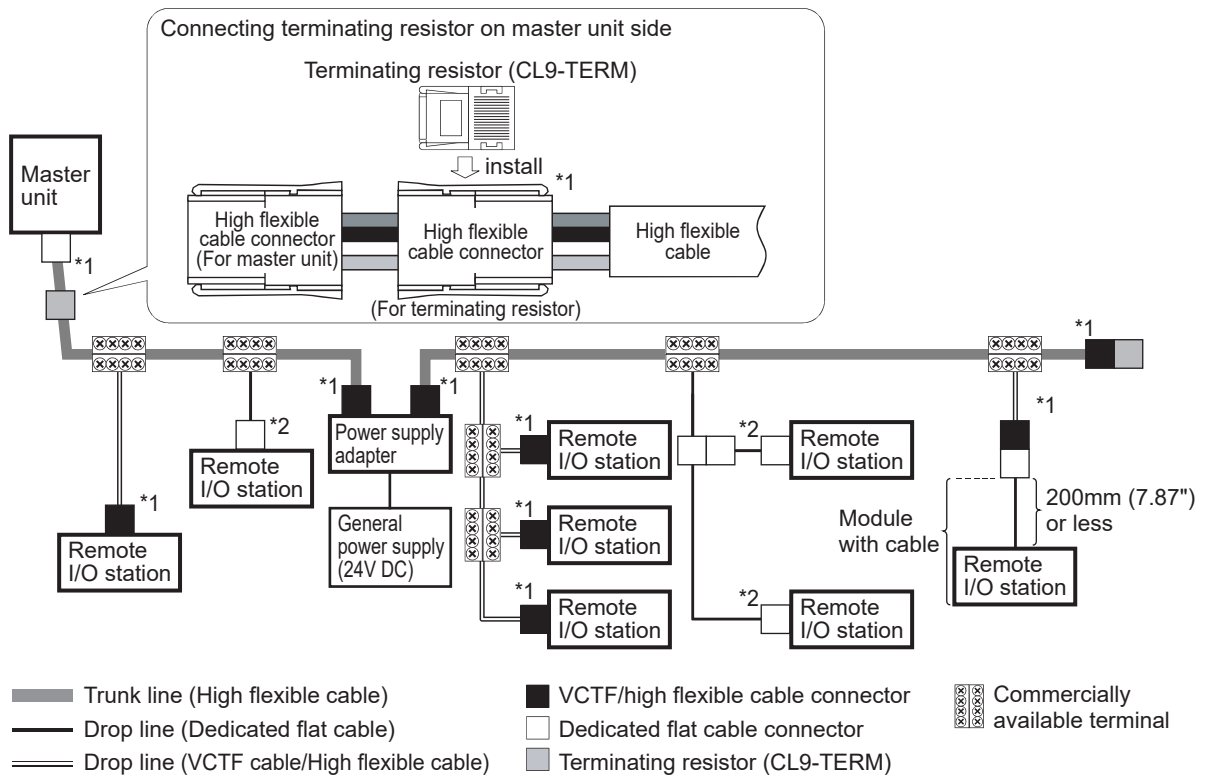 Connecting terminating resistor on master unit side
Terminating resistor (CL9-TERM)
install
*1
Master
unit
*1
High flexible
cable connector
(For master unit)
High flexible
cable connector
High flexible
cable
(For terminating resistor)
*1
*1
*1
*2
Power supply
adapter
Remote
I/O station
*1
General
power supply
(24V DC)
Remote
I/O station
*1
Remote
I/O station
*1
Remote
I/O station
*1
Remote
I/O station
*2
Remote
I/O station
*2
Remote
I/O station
*1
200mm (7.87")
or less
Module
with cable
Remote
I/O station
Trunk line (High flexible cable)
Drop line (Dedicated flat cable)
Drop line (VCTF cable/High flexible cable)
VCTF/high flexible cable connector
Dedicated flat cable connector
Terminating resistor (CL9-TERM)
Commercially
available terminal